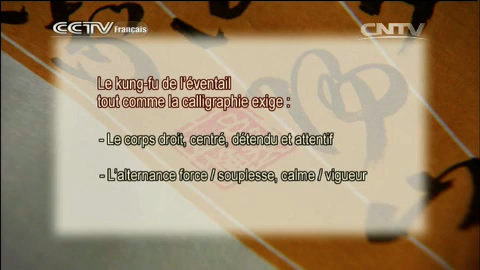 CCTV Français
CNTV
Le kung-fu de l'éventail
tout comme la calligraphie exige :
- Le corps droit, centré, détendu et attentif
- L'alternance force / souplesse, calme / vigueur